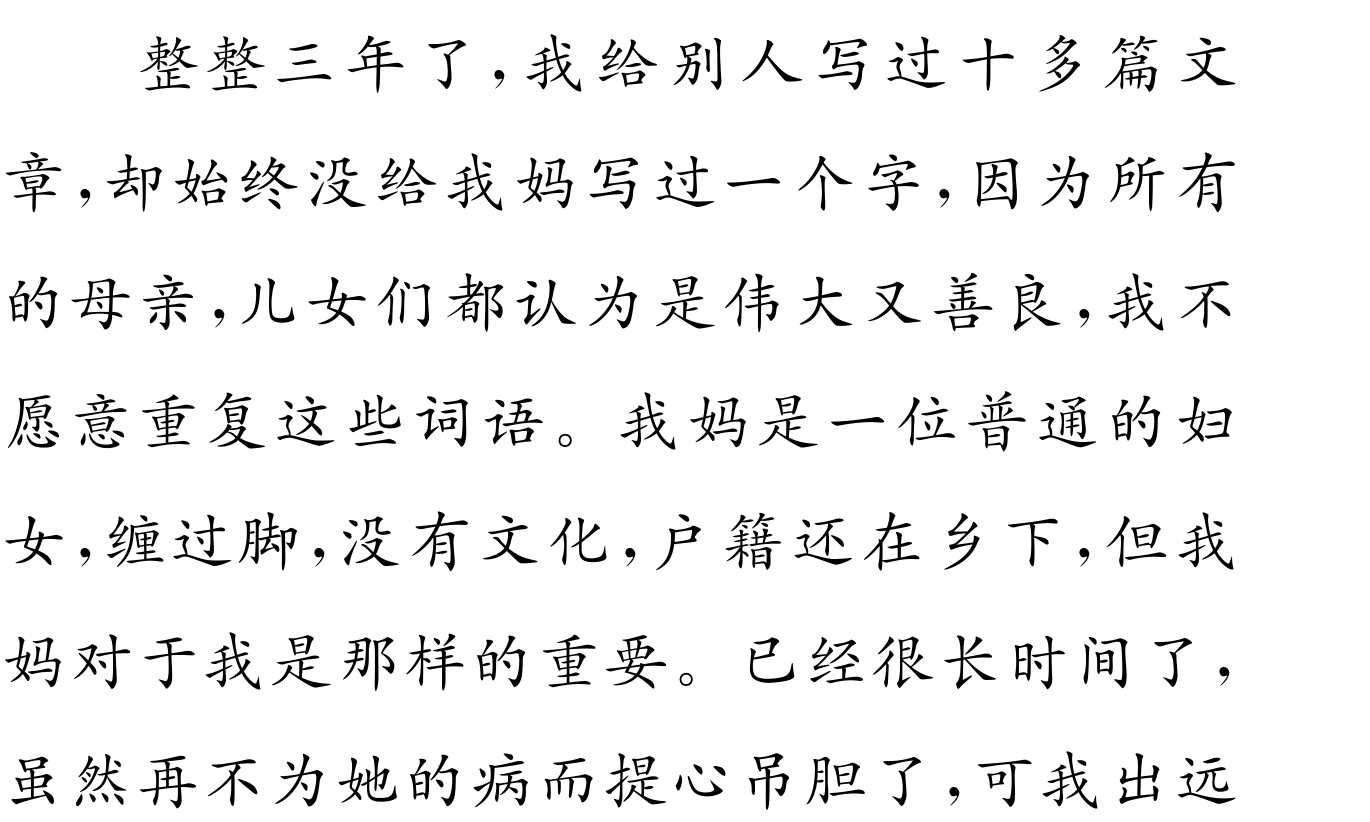 整整三年了，我给别人写过十多篇文
章，却始终没给我妈写过一个字，因为所有
的母亲，儿女们都认为是伟大又善良，我不
愿意重复这些词语。我妈是一位普通的妇
女，缠过脚，没有文化，户籍还在乡下，但我
妈对于我是那样的重要。已经很长时间了，
虽然再不为她的病而提心吊胆了，可我出远